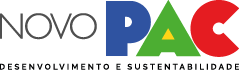 NOVO PAC
DESENVOLVIMENTO E SUSTENTABILIDADE